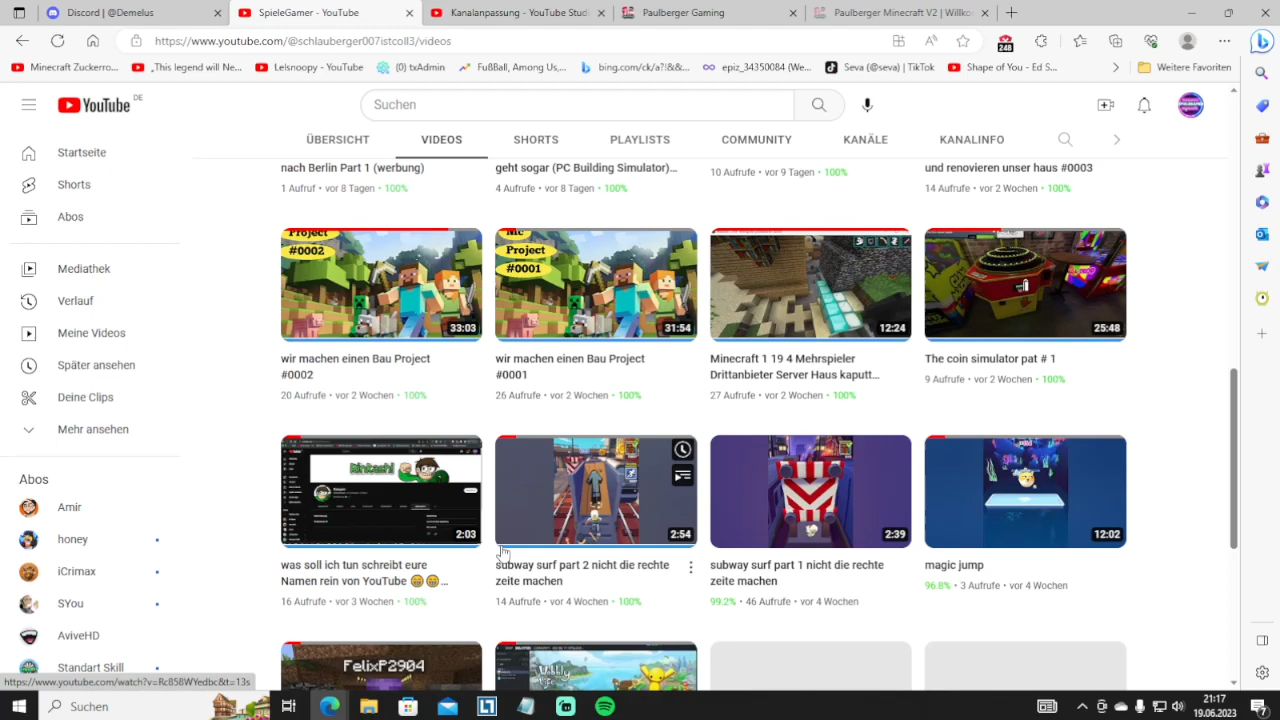 Discord | @Demelus
SpieleGamer - YouTube
Kanalanpassung - YouTube Studi
Paulberger Gaming
Paulberger Minecraft V2 | Willko
https://www.youtube.com/@schlauberger007istcoll3/videos
248
Minecraft Zuckerro...
„This legend will Ne...
Lelsnoopy - YouTube
(0) txAdmin
Fußball, Among Us,...
bing.com/ck/a?!&&...
epiz_34350084 (We...
Seva (@seva) | TikTok
Shape of You - Ed S...
Weitere Favoriten
YouTube DE
Suchen
ÜBERSICHT
VIDEOS
SHORTS
PLAYLISTS
COMMUNITY
KANÄLE
KANALINFO
Startseite
Shorts
Abos
Mediathek
Verlauf
Meine Videos
Später ansehen
Deine Clips
Mehr ansehen
Abos
Amir
honey
iCrimax
SYou
AviveHD
Standart Skill
nach Berlin Part 1 (werbung)
1 Aufruf • vor 8 Tagen • 100%
geht sogar (PC Building Simulator)...
4 Aufrufe • vor 8 Tagen • 100%
10 Aufrufe • vor 9 Tagen • 100%
und renovieren unser haus #0003
14 Aufrufe • vor 2 Wochen • 100%
Project
#0002
33:03
wir machen einen Bau Project
#0002
20 Aufrufe • vor 2 Wochen • 100%
Mc
Project
#0001
31:54
wir machen einen Bau Project
#0001
26 Aufrufe • vor 2 Wochen • 100%
12:24
Minecraft 1 19 4 Mehrspieler
Drittanbieter Server Haus kaputt...
27 Aufrufe • vor 2 Wochen • 100%
25:48
The coin simulator pat # 1
9 Aufrufe • vor 2 Wochen • 100%
2:03
was soll ich tun schreibt eure
Namen rein von YouTube 😁😁...
16 Aufrufe • vor 3 Wochen • 100%
2:54
subway surf part 2 nicht die rechte
zeite machen
14 Aufrufe • vor 4 Wochen • 100%
2:39
subway surf part 1 nicht die rechte
zeite machen
99.2% • 46 Aufrufe • vor 4 Wochen
12:02
magic jump
96.8% • 3 Aufrufe • vor 4 Wochen
FelixP2904
https://www.youtube.com/watch?v=Rc858WYedbc&t=13s
Suchen
21:17
19.06.2023
7